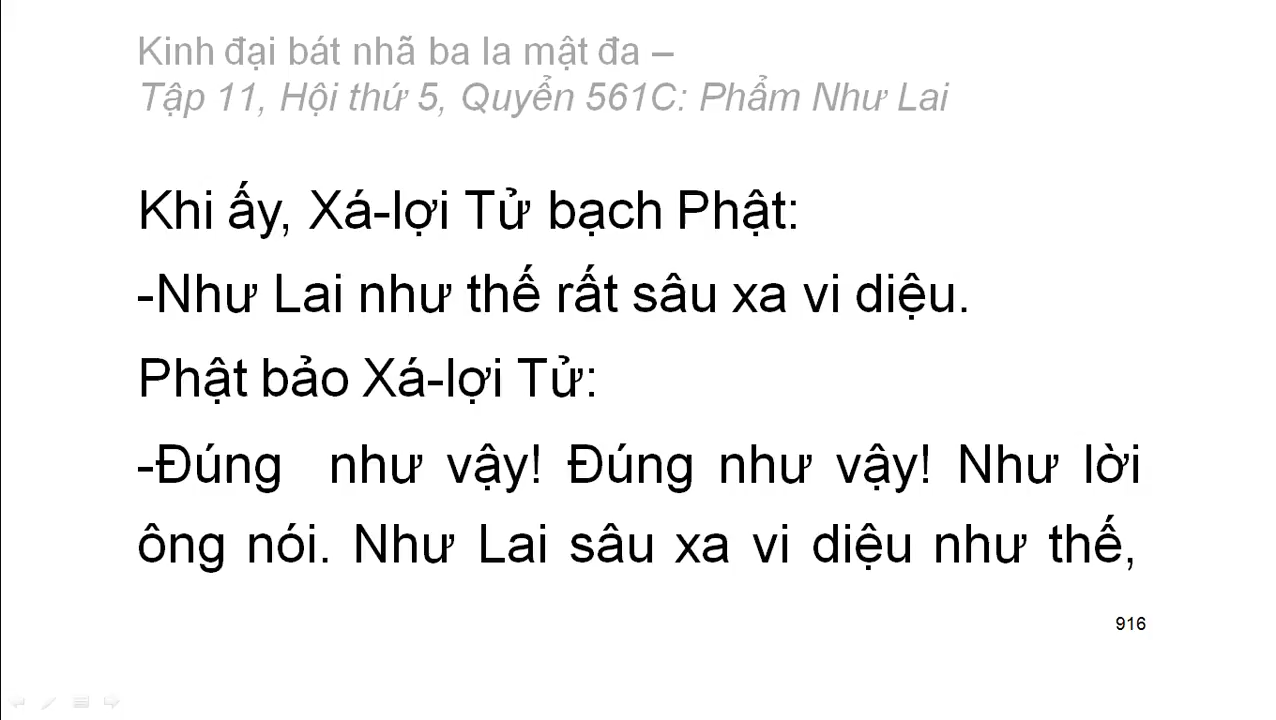 Kinh đại bát nhã ba la mật đa –
Tập 11, Hội thứ 5, Quyển 561C: Phẩm Như Lai
Khi ấy, Xá-lợi Tử bạch Phật:
-Như Lai như thế rất sâu xa vi diệu.
Phật bảo Xá-lợi Tử:
-Đúng như vậy! Đúng như vậy! Như lời
ông nói. Như Lai sâu xa vi diệu như thế,
916